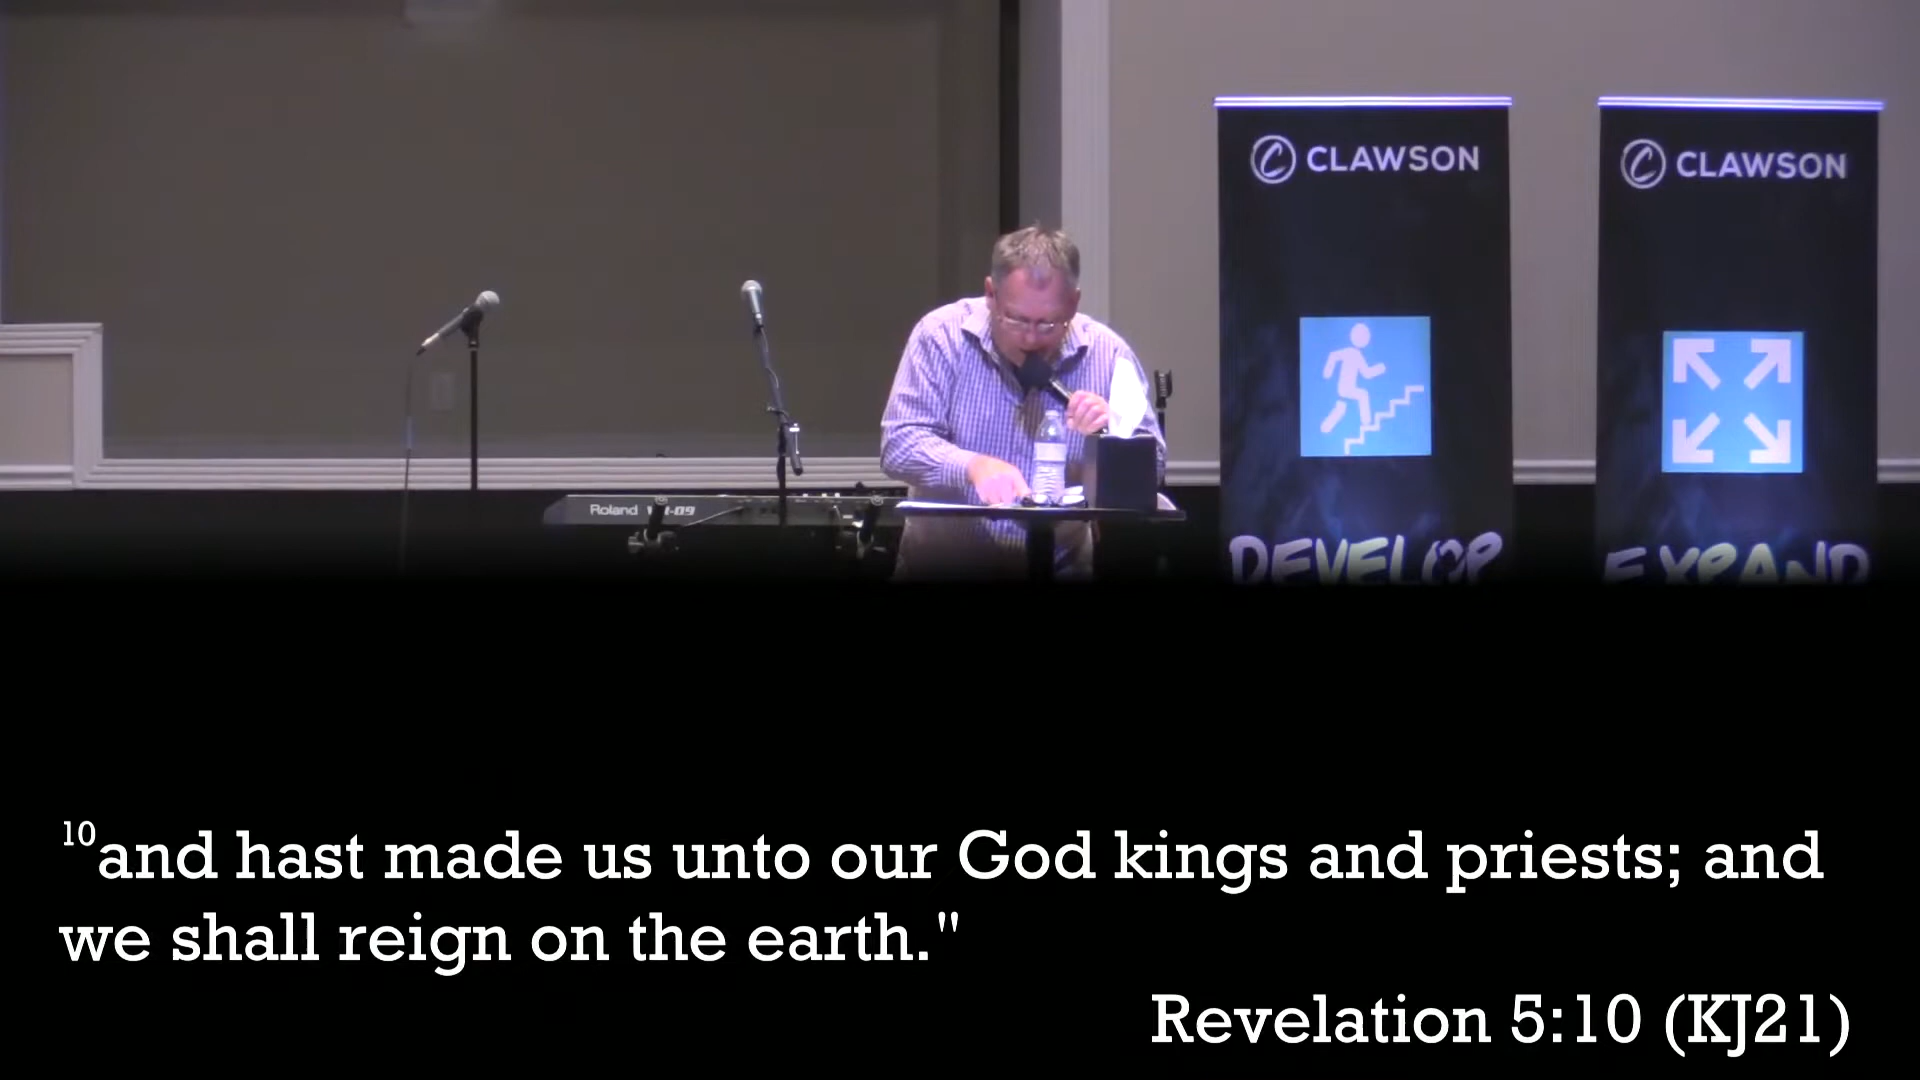 CLAWSON
CLAWSON
Roland
DEVELOP
EXPAND
10and hast made us unto our God kings and priests; and
we shall reign on the earth."
Revelation 5:10 (KJ21)